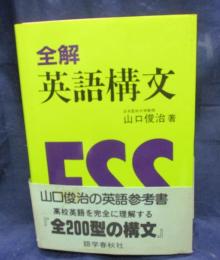 全解
英語構文
山口俊治 著
ESS
山口俊治の英語参考書
高校英語を完全に理解する
『全200型の構文』
語学春秋社